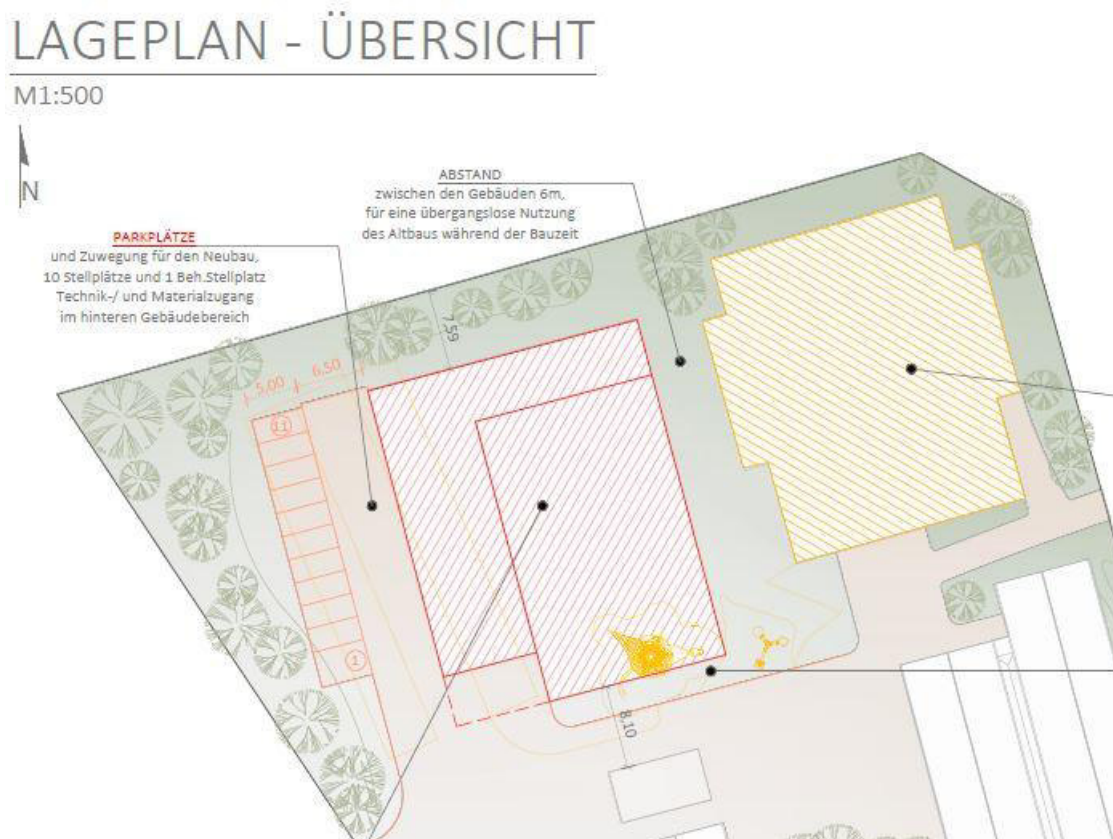 LAGEPLAN - ÜBERSICHT
M1:500
N
ABSTAND
zwischen den Gebäuden 6m,
für eine übergangslose Nutzung
des Altbaus während der Bauzeit
PARKPLÄTZE
und Zuwegung für den Neubau,
10 Stellplätze und 1 Beh.Stellplatz
Technik-/ und Materialzugang
im hinteren Gebäudebereich
7,59
5,00
6,50
11
1
8,10